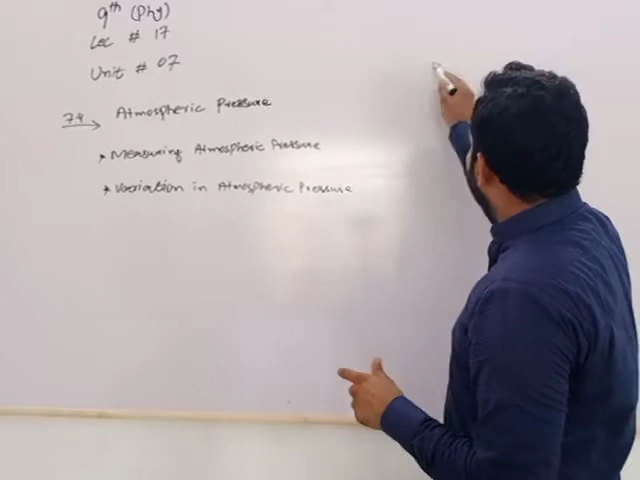 9th (Phy)
Lec # 17
Unit # 07
7.4 → Atmospheric Pressure
* Measuring Atmospheric Pressure
* Variation in Atmospheric Pressure